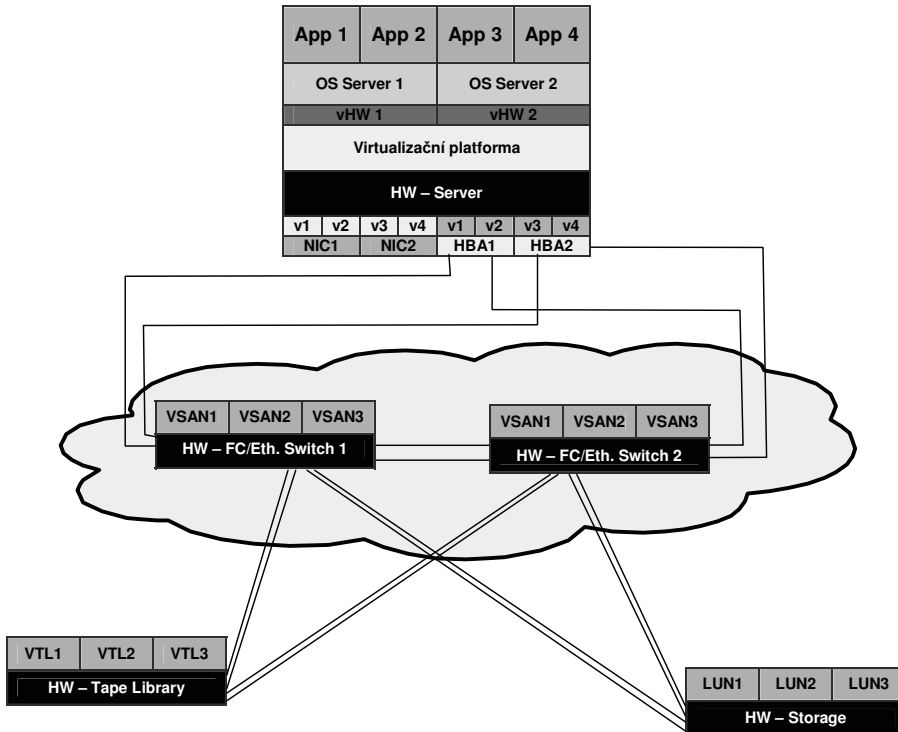 App 1 App 2 App 3 App 4
OS Server 1 OS Server 2
vHW 1 vHW 2
Virtualizační platforma
HW – Server
v1 v2 v3 v4 v1 v2 v3 v4
NIC1 NIC2 HBA1 HBA2
VSAN1 VSAN2 VSAN3
HW – FC/Eth. Switch 1
VSAN1 VSAN2 VSAN3
HW – FC/Eth. Switch 2
VTL1 VTL2 VTL3
HW – Tape Library
LUN1 LUN2 LUN3
HW – Storage